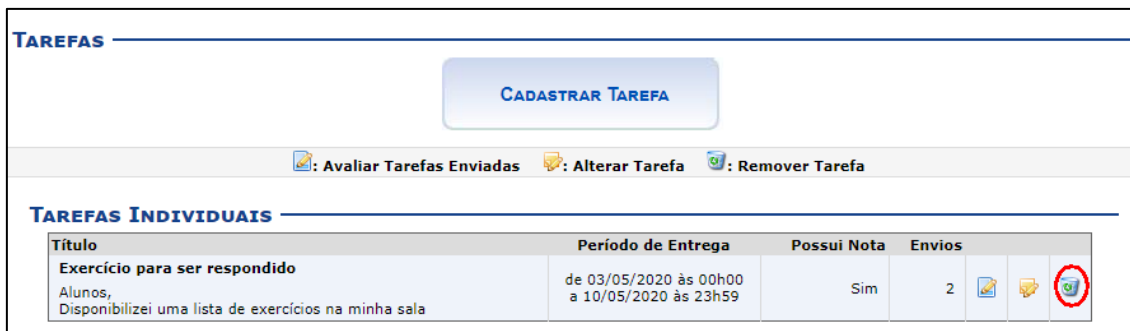 TAREFAS
CADASTRAR TAREFA
: Avaliar Tarefas Enviadas : Alterar Tarefa : Remover Tarefa
TAREFAS INDIVIDUAIS
Título Período de Entrega Possui Nota Envios
Exercício para ser respondido
Alunos,
Disponibilizei uma lista de exercícios na minha sala
de 03/05/2020 às 00h00
a 10/05/2020 às 23h59
Sim 2